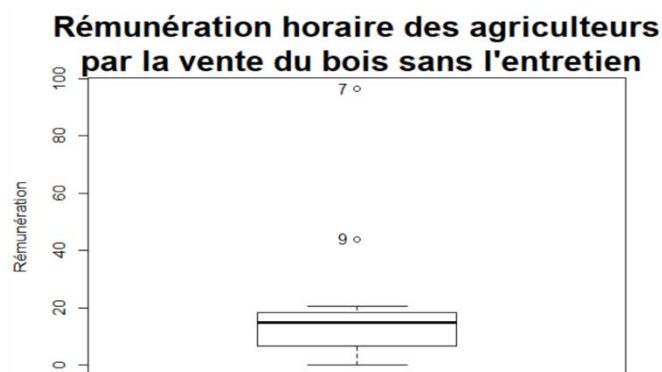 Rémunération horaire des agriculteurs
par la vente du bois sans l'entretien
100
7
80
Rémunération
60
9
40
20
0